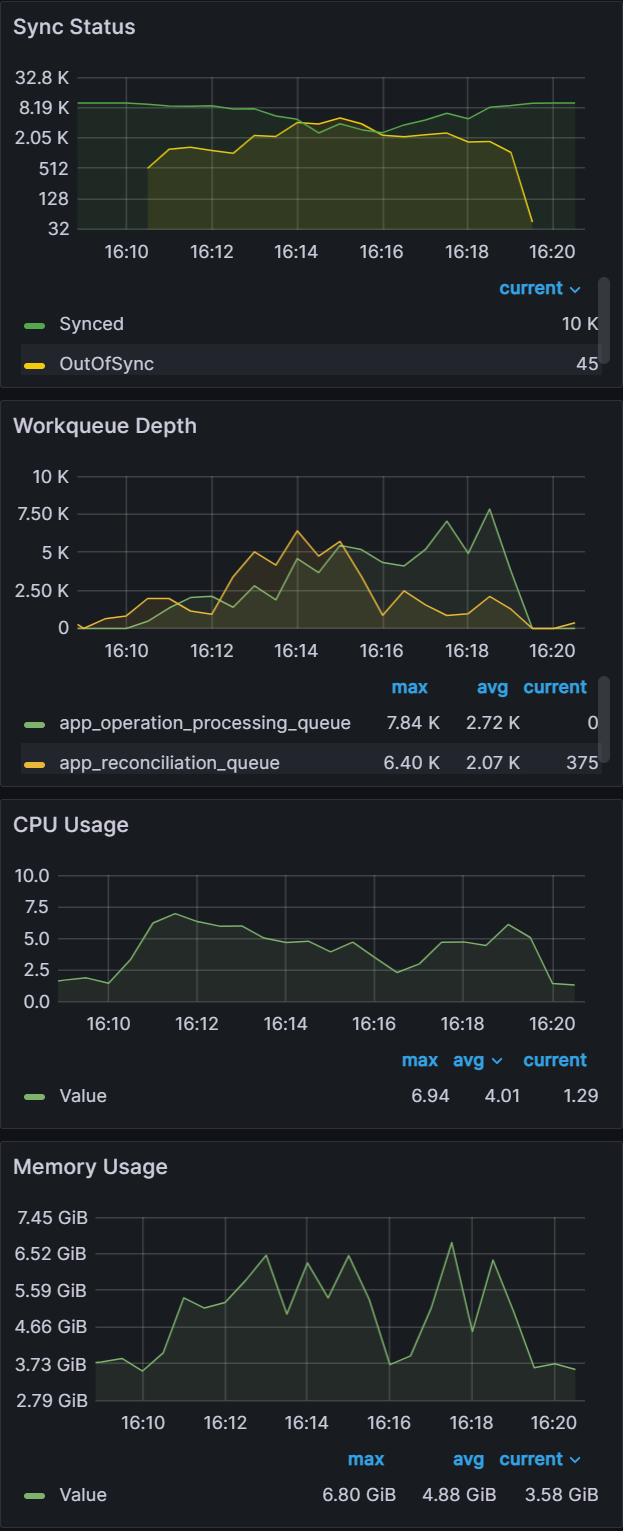 Sync Status
32.8 K
8.19 K
2.05 K
512
128
32
16:10 16:12 16:14 16:16 16:18 16:20
current
Synced 10 K
OutOfSync 45
Workqueue Depth
10 K
7.50 K
5 K
2.50 K
0
16:10 16:12 16:14 16:16 16:18 16:20
max avg current
app_operation_processing_queue 7.84 K 2.72 K 0
app_reconciliation_queue 6.40 K 2.07 K 375
CPU Usage
10.0
7.5
5.0
2.5
0.0
16:10 16:12 16:14 16:16 16:18 16:20
max avg current
Value 6.94 4.01 1.29
Memory Usage
7.45 GiB
6.52 GiB
5.59 GiB
4.66 GiB
3.73 GiB
2.79 GiB
16:10 16:12 16:14 16:16 16:18 16:20
max avg current
Value 6.80 GiB 4.88 GiB 3.58 GiB